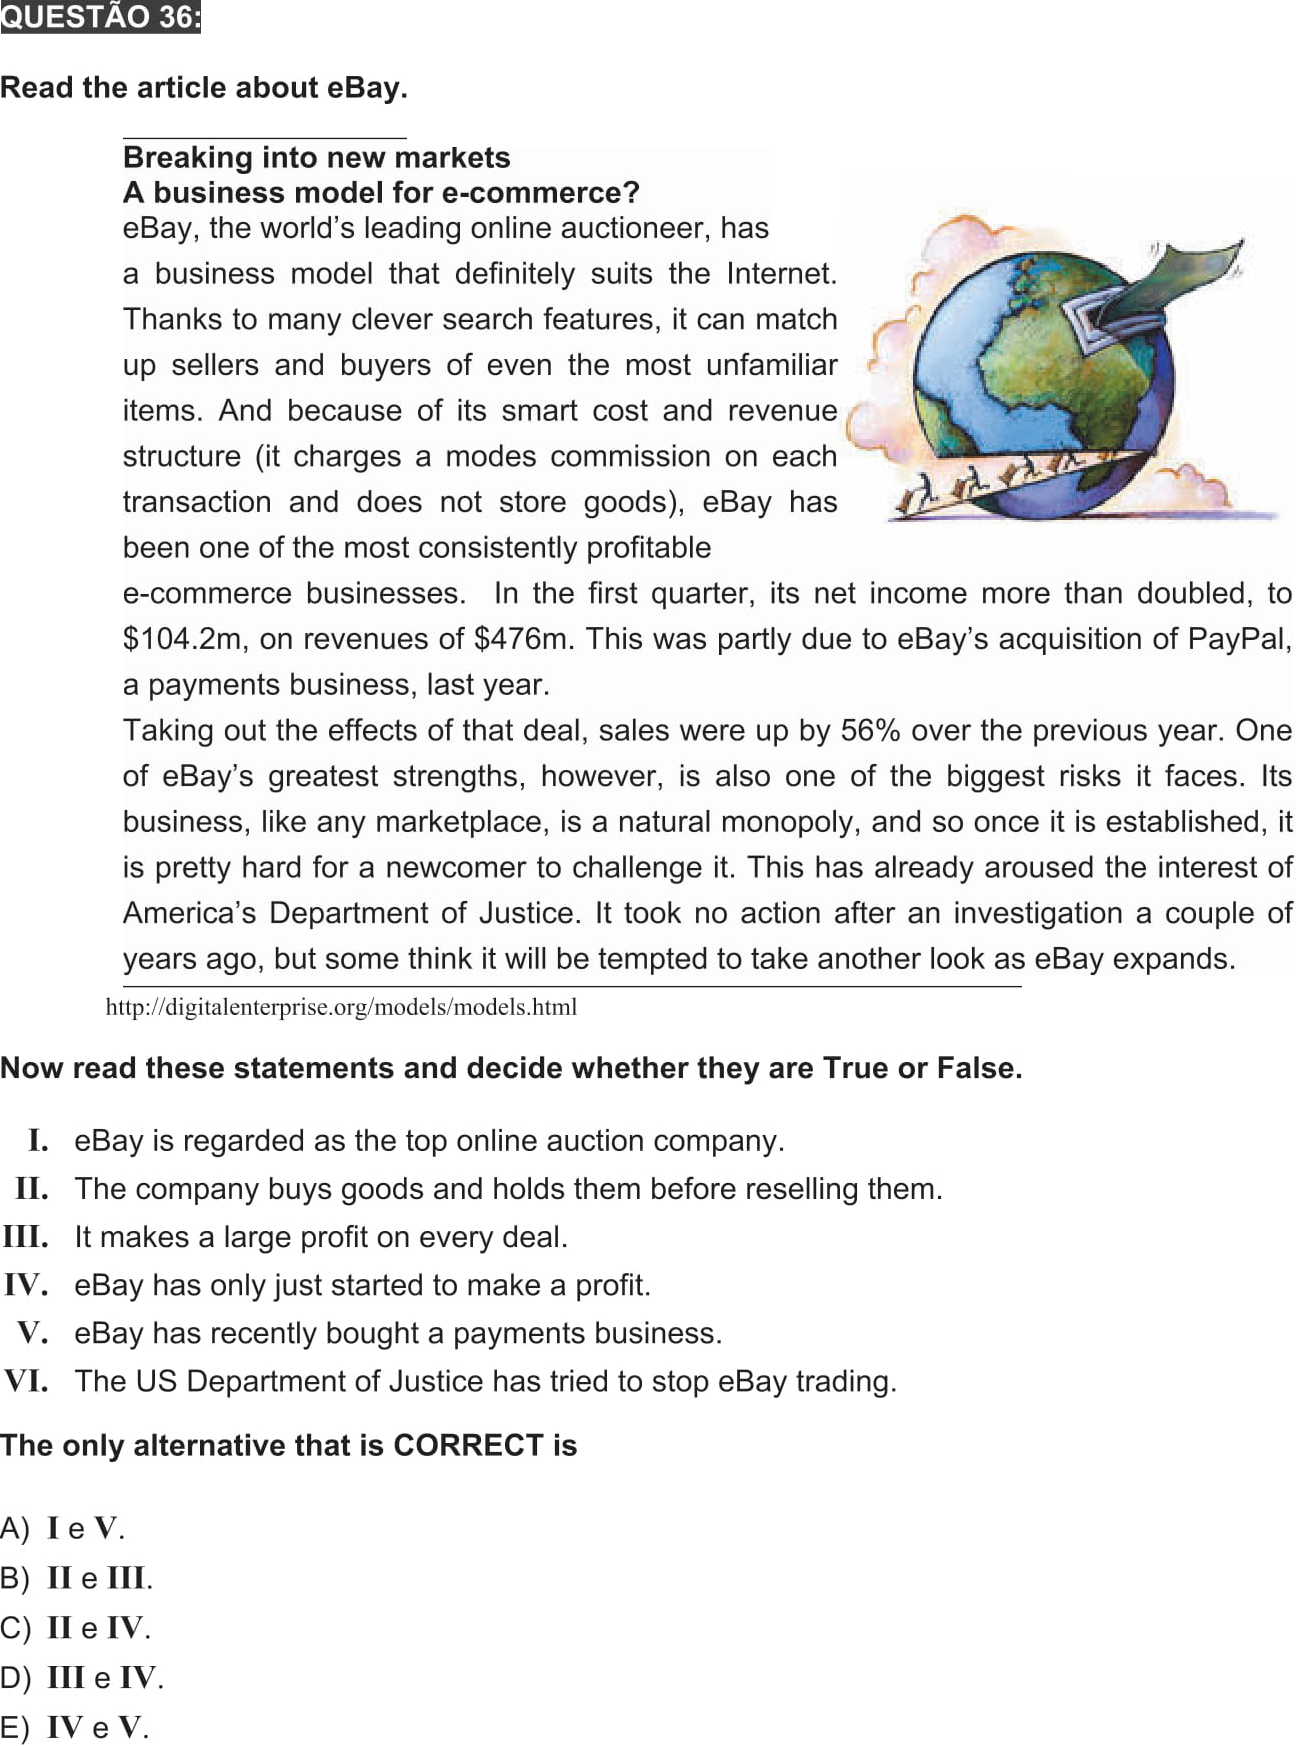 QUESTÃO 36:
Read the article about eBay.
Breaking into new markets
A business model for e-commerce?
eBay, the world’s leading online auctioneer, has
a business model that definitely suits the Internet.
Thanks to many clever search features, it can match
up sellers and buyers of even the most unfamiliar
items. And because of its smart cost and revenue
structure (it charges a modes commission on each
transaction and does not store goods), eBay has
been one of the most consistently profitable
e-commerce businesses. In the first quarter, its net income more than doubled, to
$104.2m, on revenues of $476m. This was partly due to eBay’s acquisition of PayPal,
a payments business, last year.
Taking out the effects of that deal, sales were up by 56% over the previous year. One
of eBay’s greatest strengths, however, is also one of the biggest risks it faces. Its
business, like any marketplace, is a natural monopoly, and so once it is established, it
is pretty hard for a newcomer to challenge it. This has already aroused the interest of
America’s Department of Justice. It took no action after an investigation a couple of
years ago, but some think it will be tempted to take another look as eBay expands.
http://digitalenterprise.org/models/models.html
Now read these statements and decide whether they are True or False.
I. eBay is regarded as the top online auction company.
II. The company buys goods and holds them before reselling them.
III. It makes a large profit on every deal.
IV. eBay has only just started to make a profit.
V. eBay has recently bought a payments business.
VI. The US Department of Justice has tried to stop eBay trading.
The only alternative that is CORRECT is
A) I e V.
B) II e III.
C) II e IV.
D) III e IV.
E) IV e V.